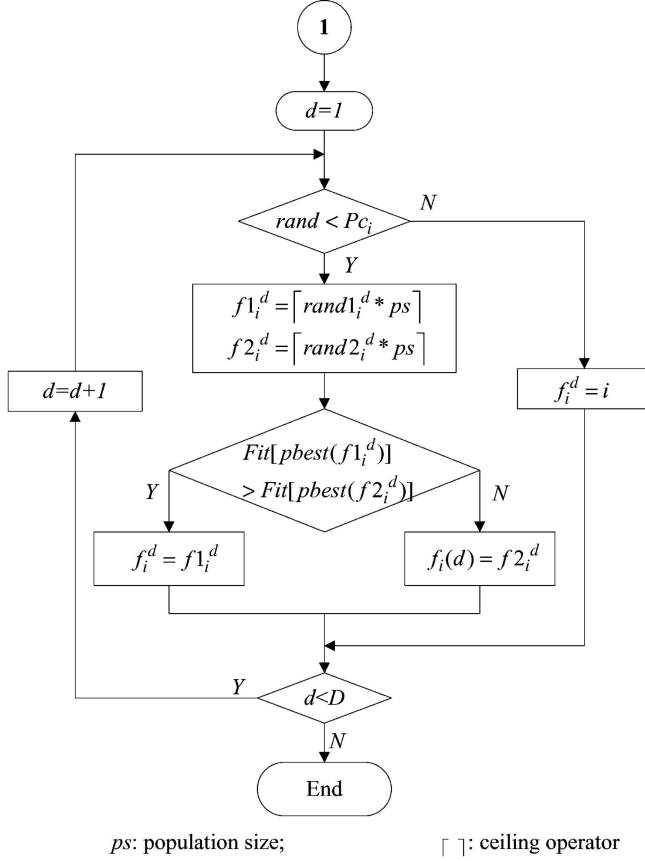 1
d=1
rand < Pc_i
N
Y
f1_i^d = ⌈rand1_i^d * ps⌉
f2_i^d = ⌈rand2_i^d * ps⌉
d=d+1
f_i^d = i
Fit[pbest(f1_i^d)]
> Fit[pbest(f2_i^d)]
Y
N
f_i^d = f1_i^d
f_i(d) = f2_i^d
Y
d<D
N
End
ps: population size; ⌈ ⌉: ceiling operator